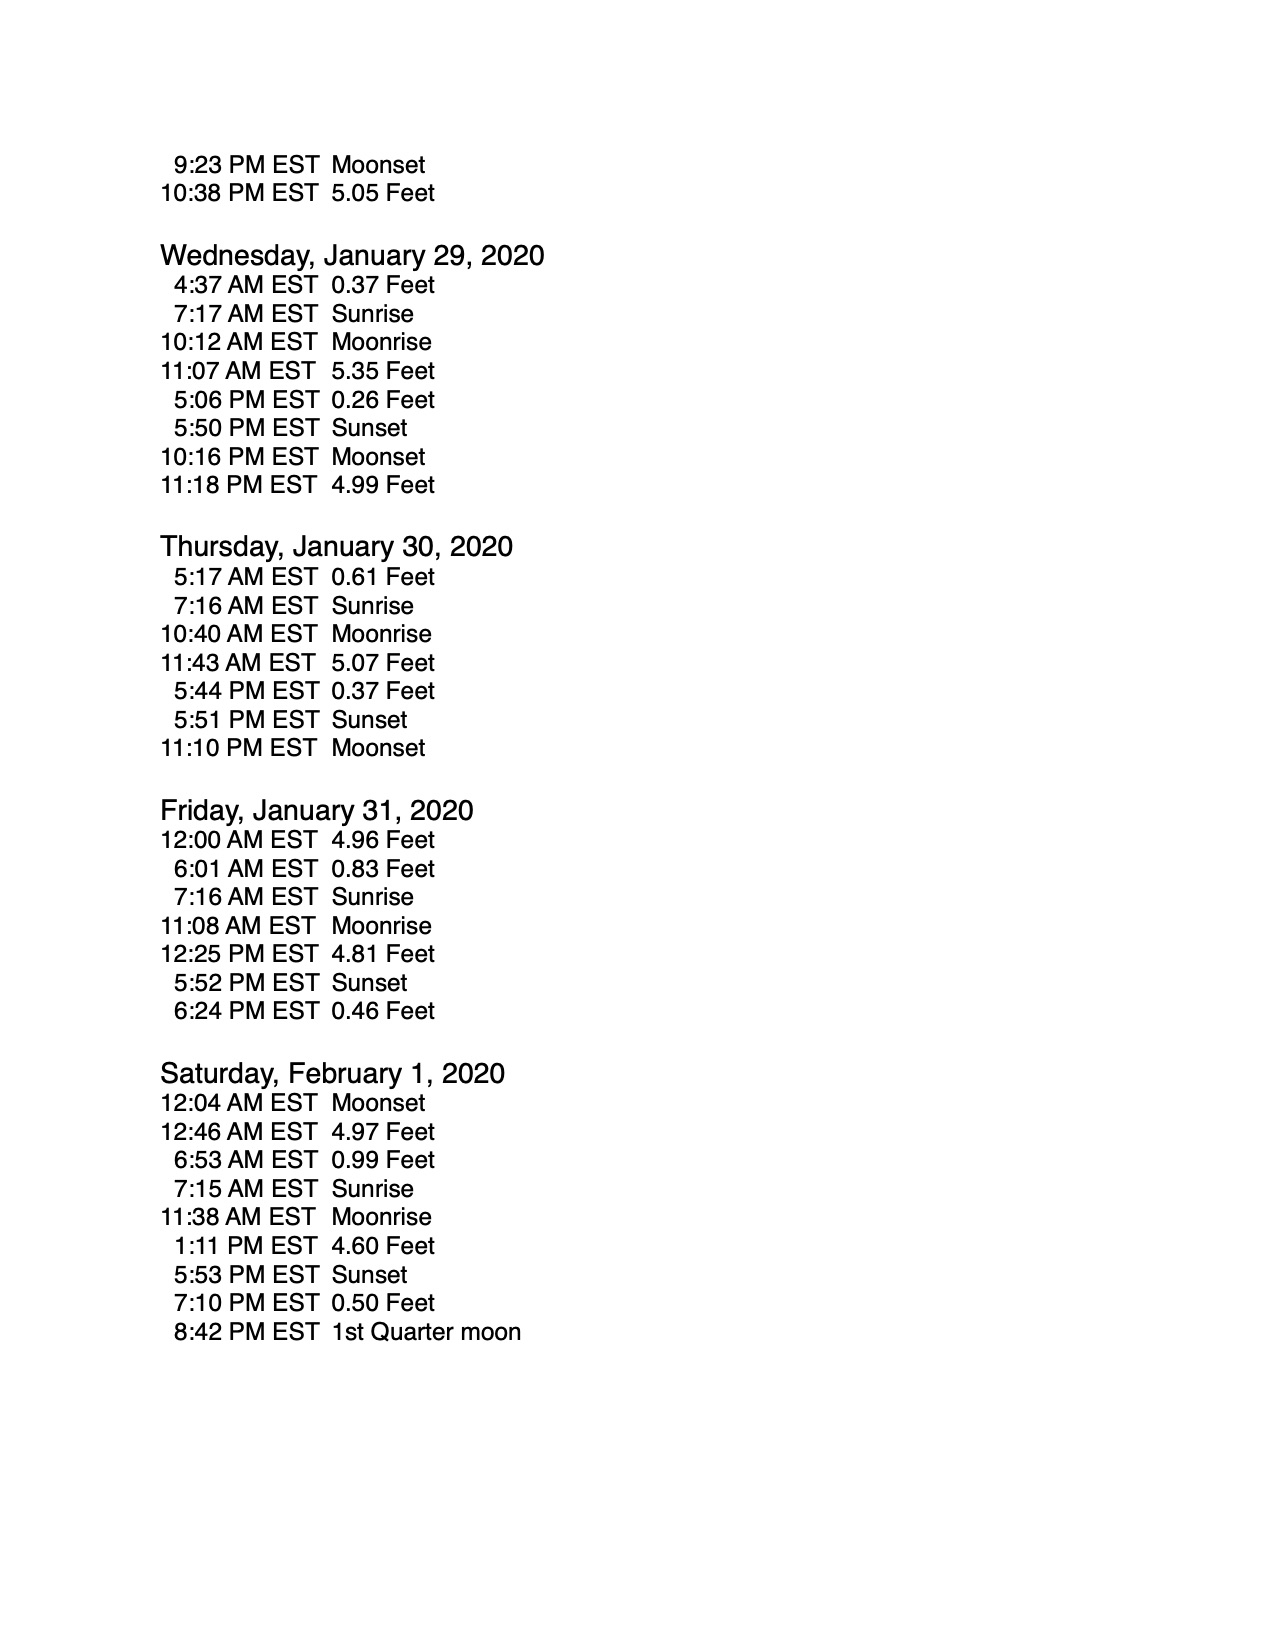 9:23 PM EST Moonset
10:38 PM EST 5.05 Feet
Wednesday, January 29, 2020
4:37 AM EST 0.37 Feet
7:17 AM EST Sunrise
10:12 AM EST Moonrise
11:07 AM EST 5.35 Feet
5:06 PM EST 0.26 Feet
5:50 PM EST Sunset
10:16 PM EST Moonset
11:18 PM EST 4.99 Feet
Thursday, January 30, 2020
5:17 AM EST 0.61 Feet
7:16 AM EST Sunrise
10:40 AM EST Moonrise
11:43 AM EST 5.07 Feet
5:44 PM EST 0.37 Feet
5:51 PM EST Sunset
11:10 PM EST Moonset
Friday, January 31, 2020
12:00 AM EST 4.96 Feet
6:01 AM EST 0.83 Feet
7:16 AM EST Sunrise
11:08 AM EST Moonrise
12:25 PM EST 4.81 Feet
5:52 PM EST Sunset
6:24 PM EST 0.46 Feet
Saturday, February 1, 2020
12:04 AM EST Moonset
12:46 AM EST 4.97 Feet
6:53 AM EST 0.99 Feet
7:15 AM EST Sunrise
11:38 AM EST Moonrise
1:11 PM EST 4.60 Feet
5:53 PM EST Sunset
7:10 PM EST 0.50 Feet
8:42 PM EST 1st Quarter moon